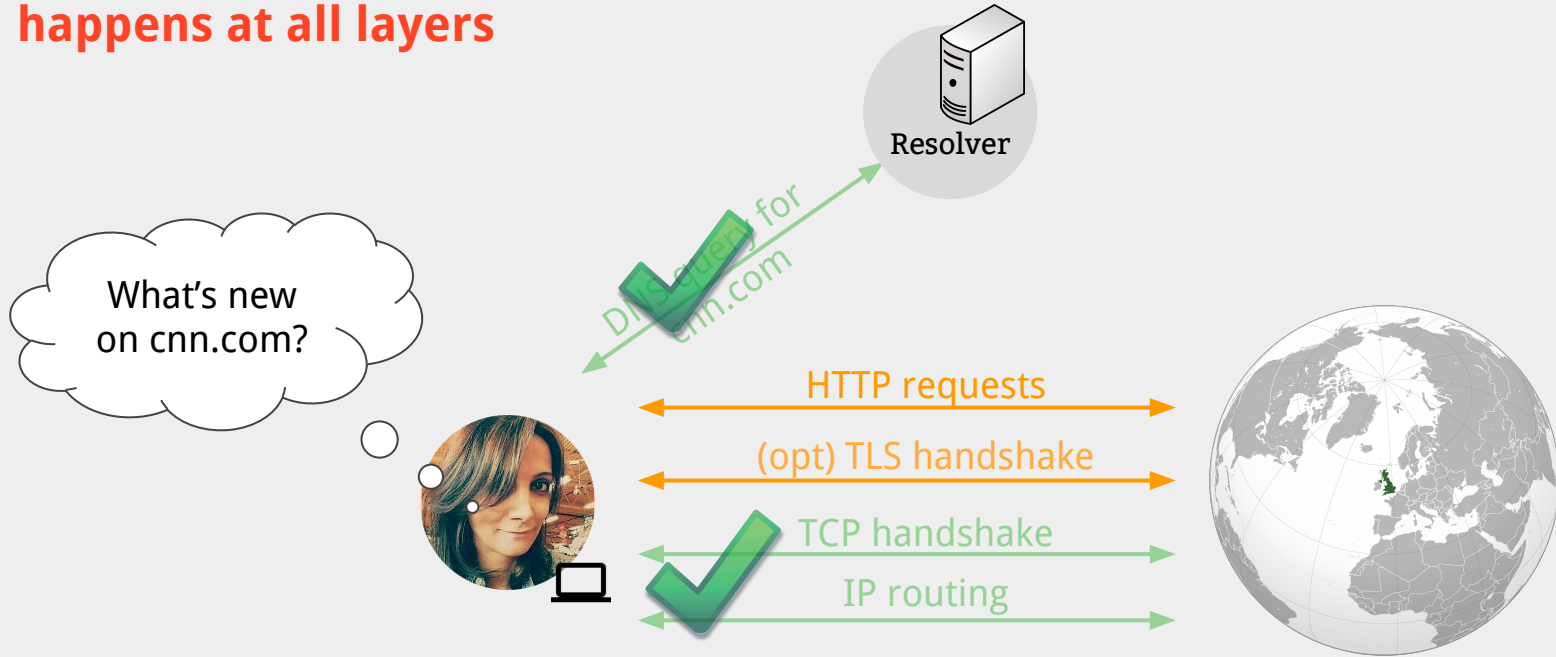 happens at all layers
Resolver
DNS query for
cnn.com
What’s new
on cnn.com?
HTTP requests
(opt) TLS handshake
TCP handshake
IP routing